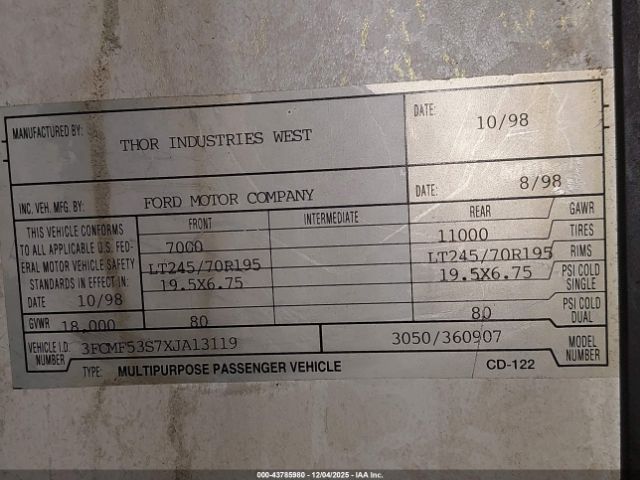 MANUFACTURED BY: THOR INDUSTRIES WEST DATE: 10/98
INC. VEH. MFG. BY: FORD MOTOR COMPANY DATE: 8/98
THIS VEHICLE CONFORMS FRONT INTERMEDIATE REAR GAWR
TO ALL APPLICABLE U.S. FED- 7000 11000 TIRES
ERAL MOTOR VEHICLE SAFETY LT245/70R195 LT245/70R195 RIMS
STANDARDS IN EFFECT IN: 19.5X6.75 19.5X6.75 PSI COLD SINGLE
DATE 10/98
GVWR 18,000 80 80 PSI COLD DUAL
VEHICLE I.D. NUMBER 3FCMF53S7XJA13119 3050/360907 MODEL NUMBER
TYPE: MULTIPURPOSE PASSENGER VEHICLE CD-122
000-43785980 - 12/04/2025 - IAA Inc.